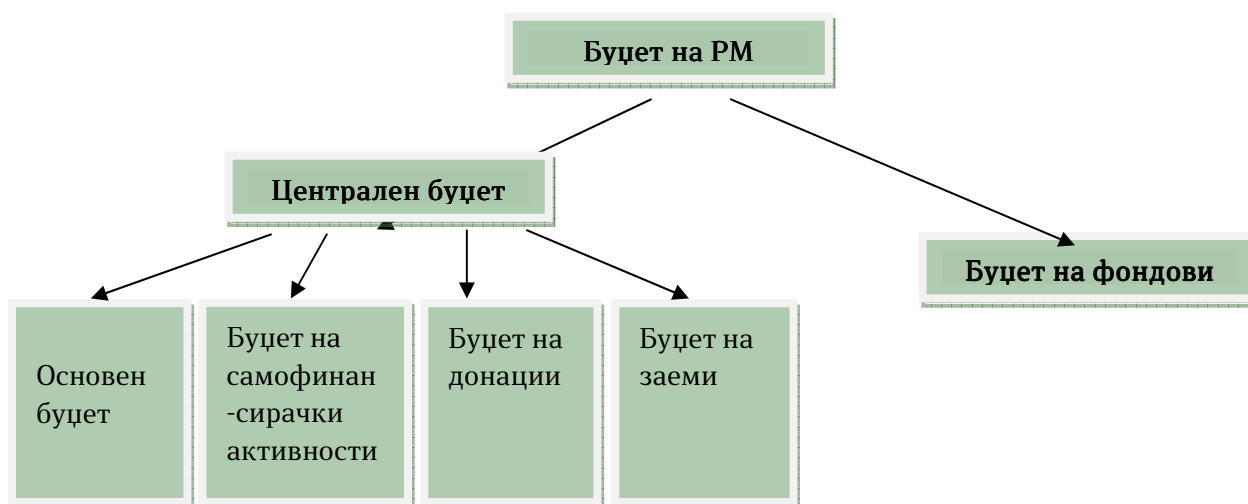 Буџет на РМ
Централен буџет
Буџет на фондови
Основен
буџет
Буџет на
самофинан
-сирачки
активности
Буџет на
донации
Буџет на
заеми